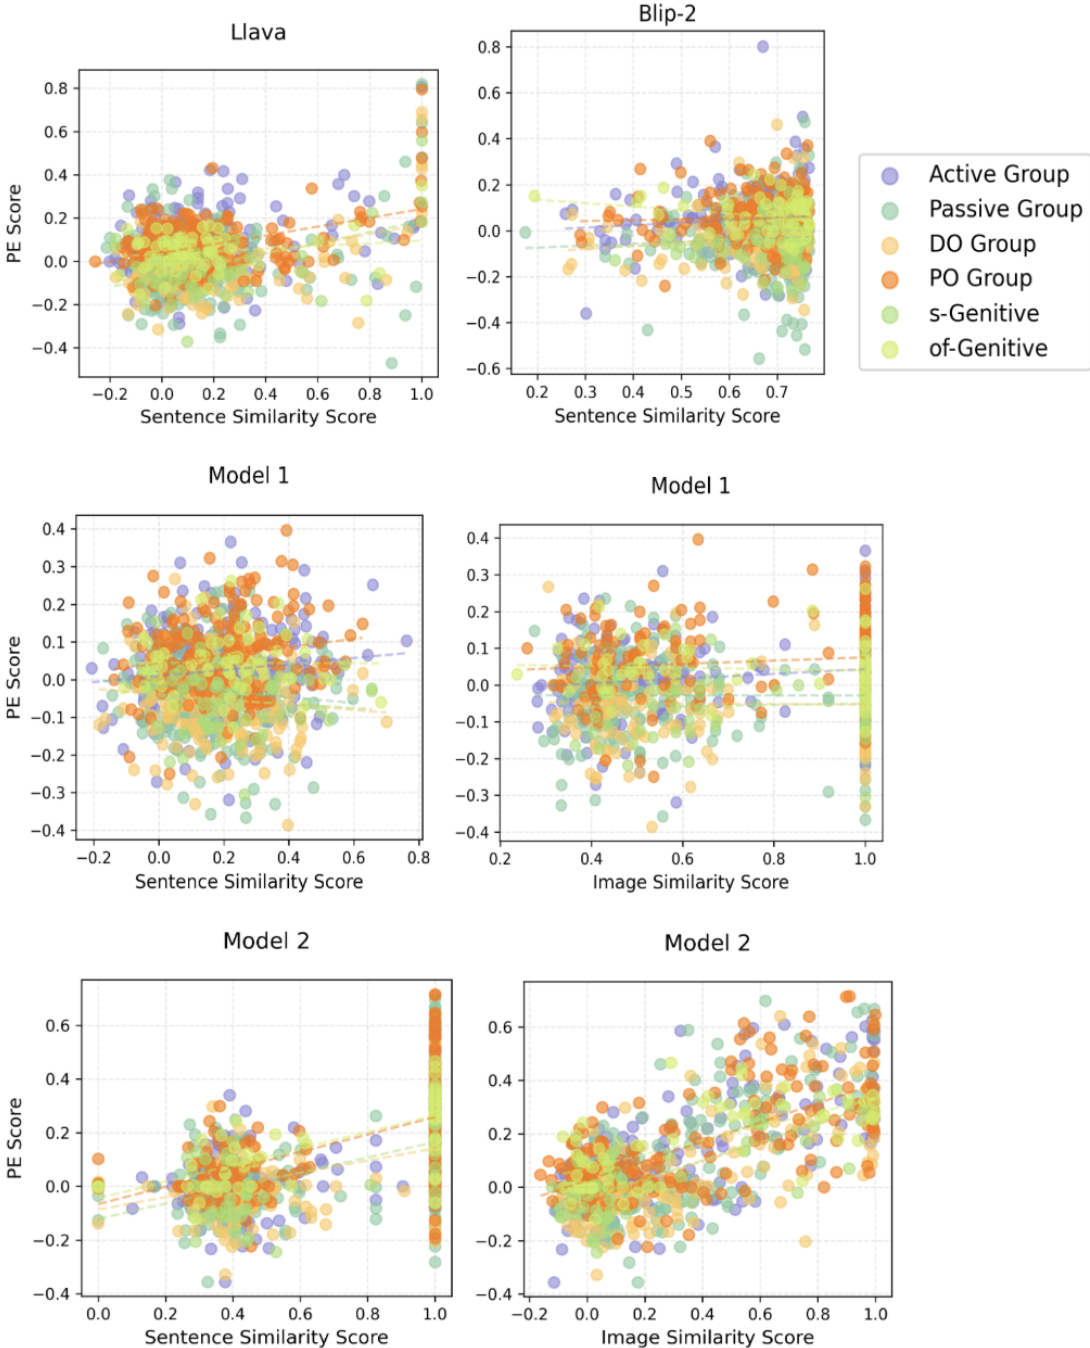 Llava
0.8
0.6
0.4
0.2
0.0
−0.2
−0.4
PE Score
−0.2 0.0 0.2 0.4 0.6 0.8 1.0
Sentence Similarity Score
Blip-2
0.8
0.6
0.4
0.2
0.0
−0.2
−0.4
−0.6
0.2 0.3 0.4 0.5 0.6 0.7
Sentence Similarity Score
Active Group
Passive Group
DO Group
PO Group
s-Genitive
of-Genitive
Model 1
0.4
0.3
0.2
0.1
0.0
−0.1
−0.2
−0.3
−0.4
PE Score
−0.2 0.0 0.2 0.4 0.6 0.8
Sentence Similarity Score
Model 1
0.4
0.3
0.2
0.1
0.0
−0.1
−0.2
−0.3
−0.4
0.2 0.4 0.6 0.8 1.0
Image Similarity Score
Model 2
0.6
0.4
0.2
0.0
−0.2
−0.4
PE Score
0.0 0.2 0.4 0.6 0.8 1.0
Sentence Similarity Score
Model 2
0.6
0.4
0.2
0.0
−0.2
−0.4
−0.2 0.0 0.2 0.4 0.6 0.8 1.0
Image Similarity Score